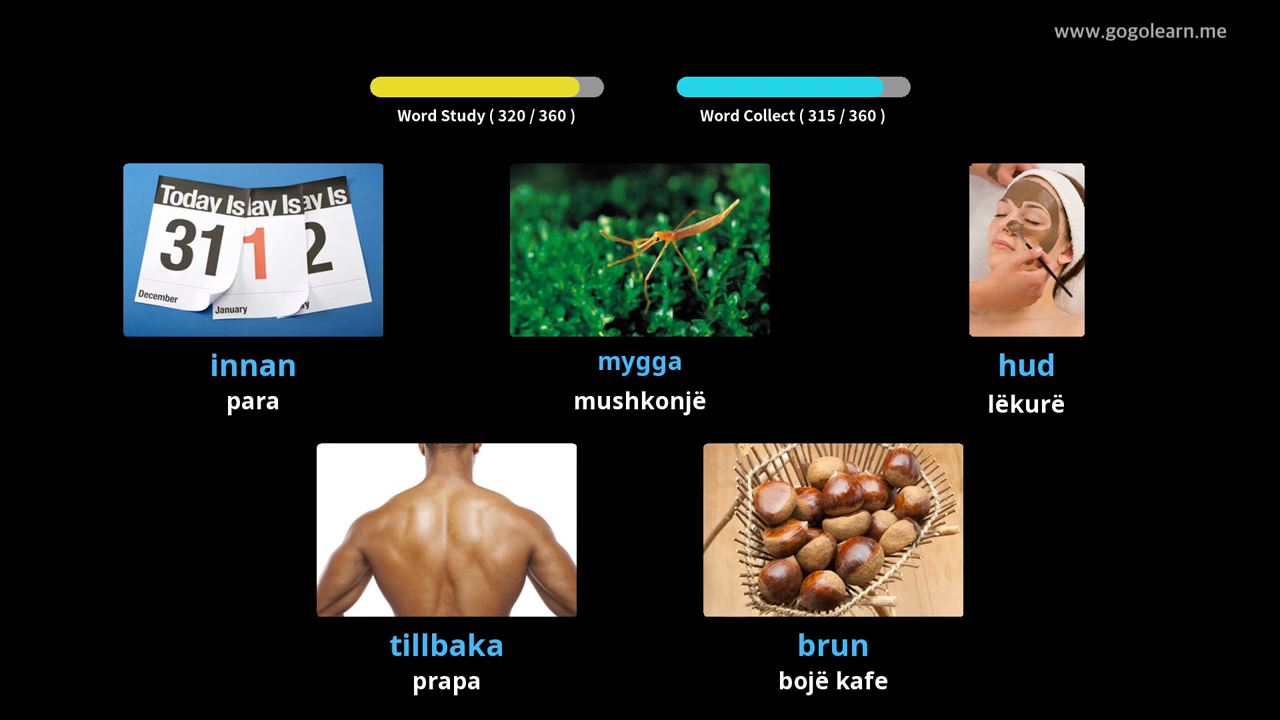 www.gogolearn.me
Word Study ( 320 / 360 )
Word Collect ( 315 / 360 )
Today Is
ay Is
ay Is
31
1
2
December
January
ry
innan
para
mygga
mushkonjë
hud
lëkurë
tillbaka
prapa
brun
bojë kafe